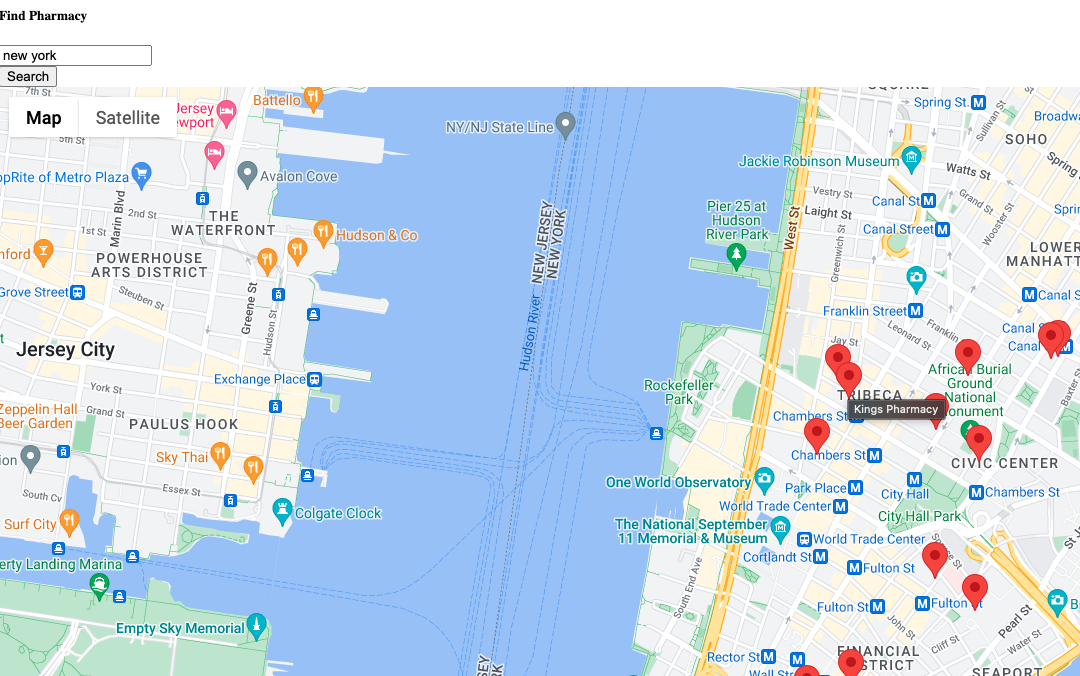 Find Pharmacy
new york
Search
Map
Satellite
7th St
5th St
Jersey
ewport
Battello
NY/NJ State Line
SQUARE
Spring St
Sullivan St
Broadwa
SOHO
Jackie Robinson Museum
Watts St
Spring
opRite of Metro Plaza
Avalon Cove
Vestry St
Canal St
Grand St
Marin Blvd
2nd St
THE
WATERFRONT
1st St
Pier 25 at
Hudson
River Park
Laight St
West St
Wooster St
Sprin
Canal Street
Hudson & Co
NEW JERSEY
NEW YORK
Greenwich St
LOWER
MANHATT
nford
POWERHOUSE
ARTS DISTRICT
Grove Street
Steuben St
Greene St
Hudson St
Canal S
Franklin Street
Hudson River
Leonard St
Franklin
Canal
Canal
Jersey City
Jay St
Exchange Place
York St
Rockefeller
Park
African Burial
Ground
National
Monument
TRIBECA
Baxter St
Kings Pharmacy
Chambers St
Zeppelin Hall
Beer Garden
Grand St
PAULUS HOOK
Sky Thai
ion
Chambers St
CIVIC CENTER
Essex St
One World Observatory
Park Place
City Hall
Chambers St
South Cv
World Trade Center
Colgate Clock
City Hall Park
Surf City
The National September
11 Memorial & Museum
World Trade Center
Cortlandt St
erty Landing Marina
Fulton St
South End Ave
Fulton St
Fulton St
Pearl St
B
Empty Sky Memorial
John St
Cliff St
Water St
Rector St
FINANCIAL
DISTRICT
Wall Str
SEAPORT